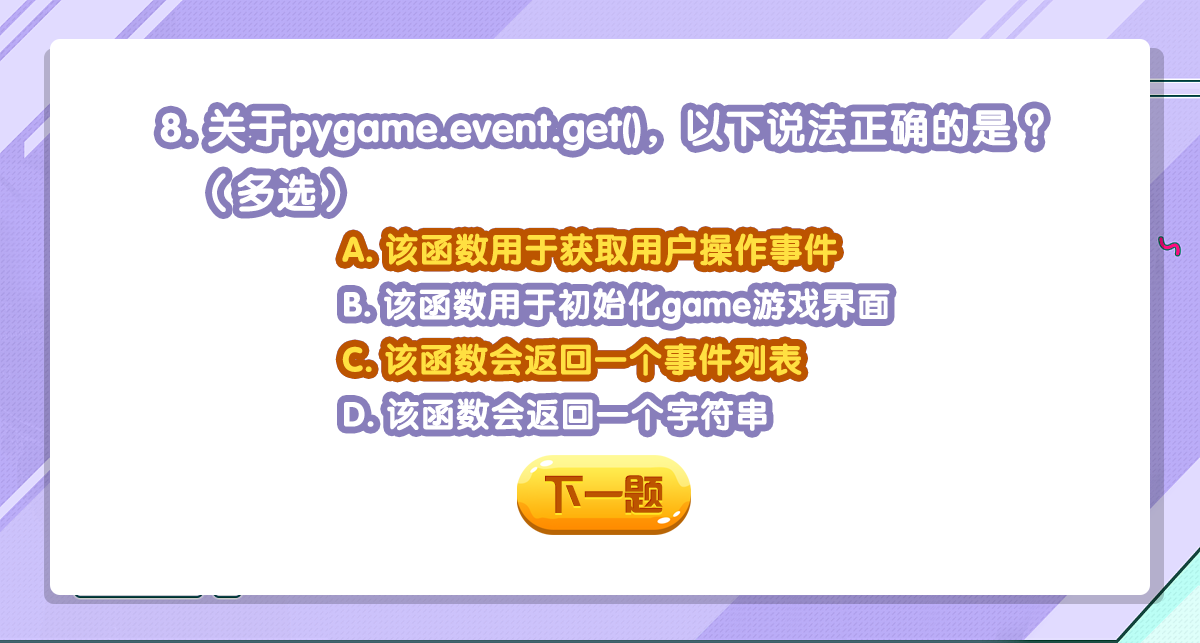 8. 关于pygame.event.get()，以下说法正确的是？
（多选）
A. 该函数用于获取用户操作事件
B. 该函数用于初始化game游戏界面
C. 该函数会返回一个事件列表
D. 该函数会返回一个字符串
下一题